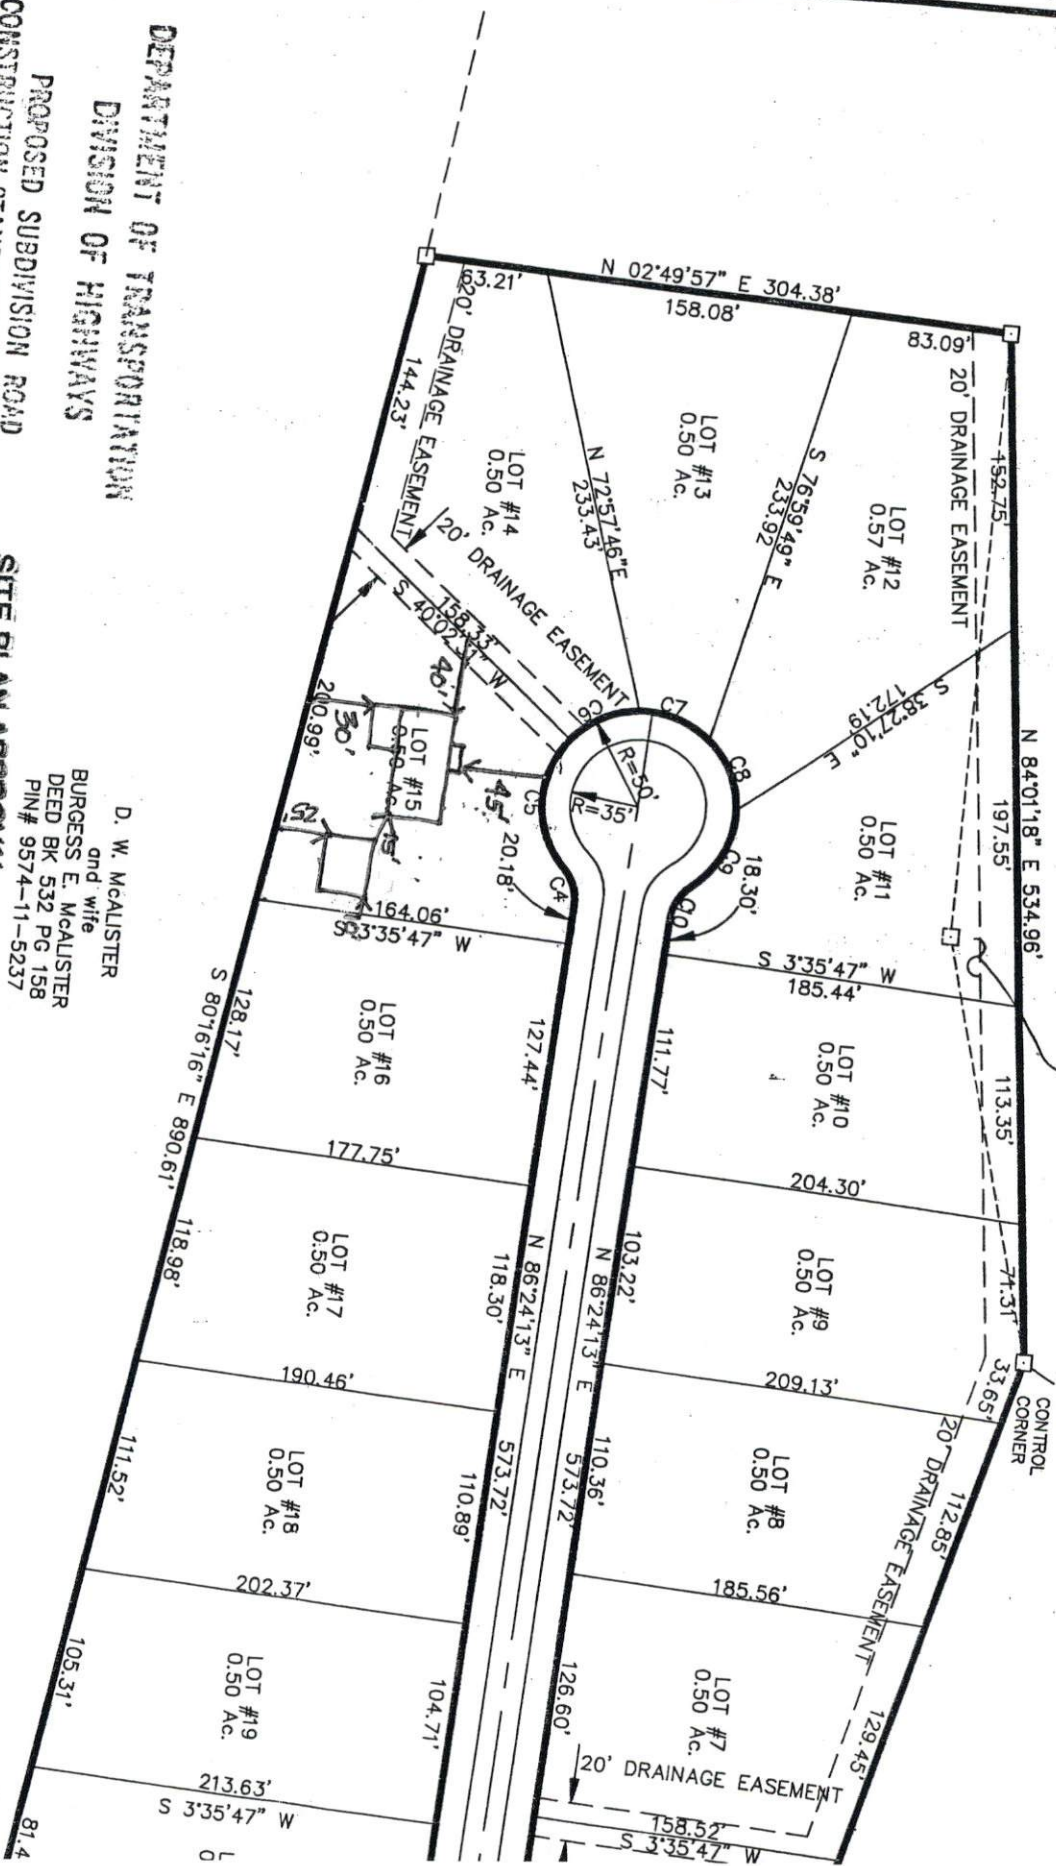 DEPARTMENT OF TRANSPORTATION
DIVISION OF HIGHWAYS
PROPOSED SUBDIVISION ROAD
D. W. McALISTER
and wife
BURGESS E. McALISTER
DEED BK 532 PG 158
PIN# 9574-11-5237
N 02°49'57" E 304.38'
63.21'
158.08'
83.09'
20' DRAINAGE EASEMENT
144.23'
LOT #14
0.50 Ac.
20' DRAINAGE EASEMENT
N 72°57'46"E
233.43'
LOT #13
0.50 Ac.
S 76°59'49" E
233.92
LOT #12
0.57 Ac.
20' DRAINAGE EASEMENT
152.75'
S 38°27'10" E
172.19'
N 84°01'18" E 534.96'
197.55'
158.33'
W
40'
30'
200.99'
LOT #15
0.50 Ac.
45'
15'
20.18'
C4
C5
C6
C7
C8
C9
C10
R=50'
R=35'
18.30'
LOT #11
0.50 Ac.
164.06'
S 3°35'47" W
S 3°35'47" W
185.44'
S 80°16'16" E 890.61'
128.17'
LOT #16
0.50 Ac.
127.44'
111.77'
LOT #10
0.50 Ac.
113.35'
177.75'
204.30'
118.98'
LOT #17
0.50 Ac.
118.30'
N 86°24'13" E
573.72'
N 86°24'13" E
573.72'
103.22'
LOT #9
0.50 Ac.
71.31'
CONTROL
CORNER
33.65'
190.46'
209.13'
111.52'
LOT #18
0.50 Ac.
110.89'
110.36'
LOT #8
0.50 Ac.
112.85'
20' DRAINAGE EASEMENT
202.37'
185.56'
105.31'
LOT #19
0.50 Ac.
104.71'
126.60'
LOT #7
0.50 Ac.
129.45'
20' DRAINAGE EASEMENT
213.63'
S 3°35'47" W
158.52'
S 3°35'47" W
81.4